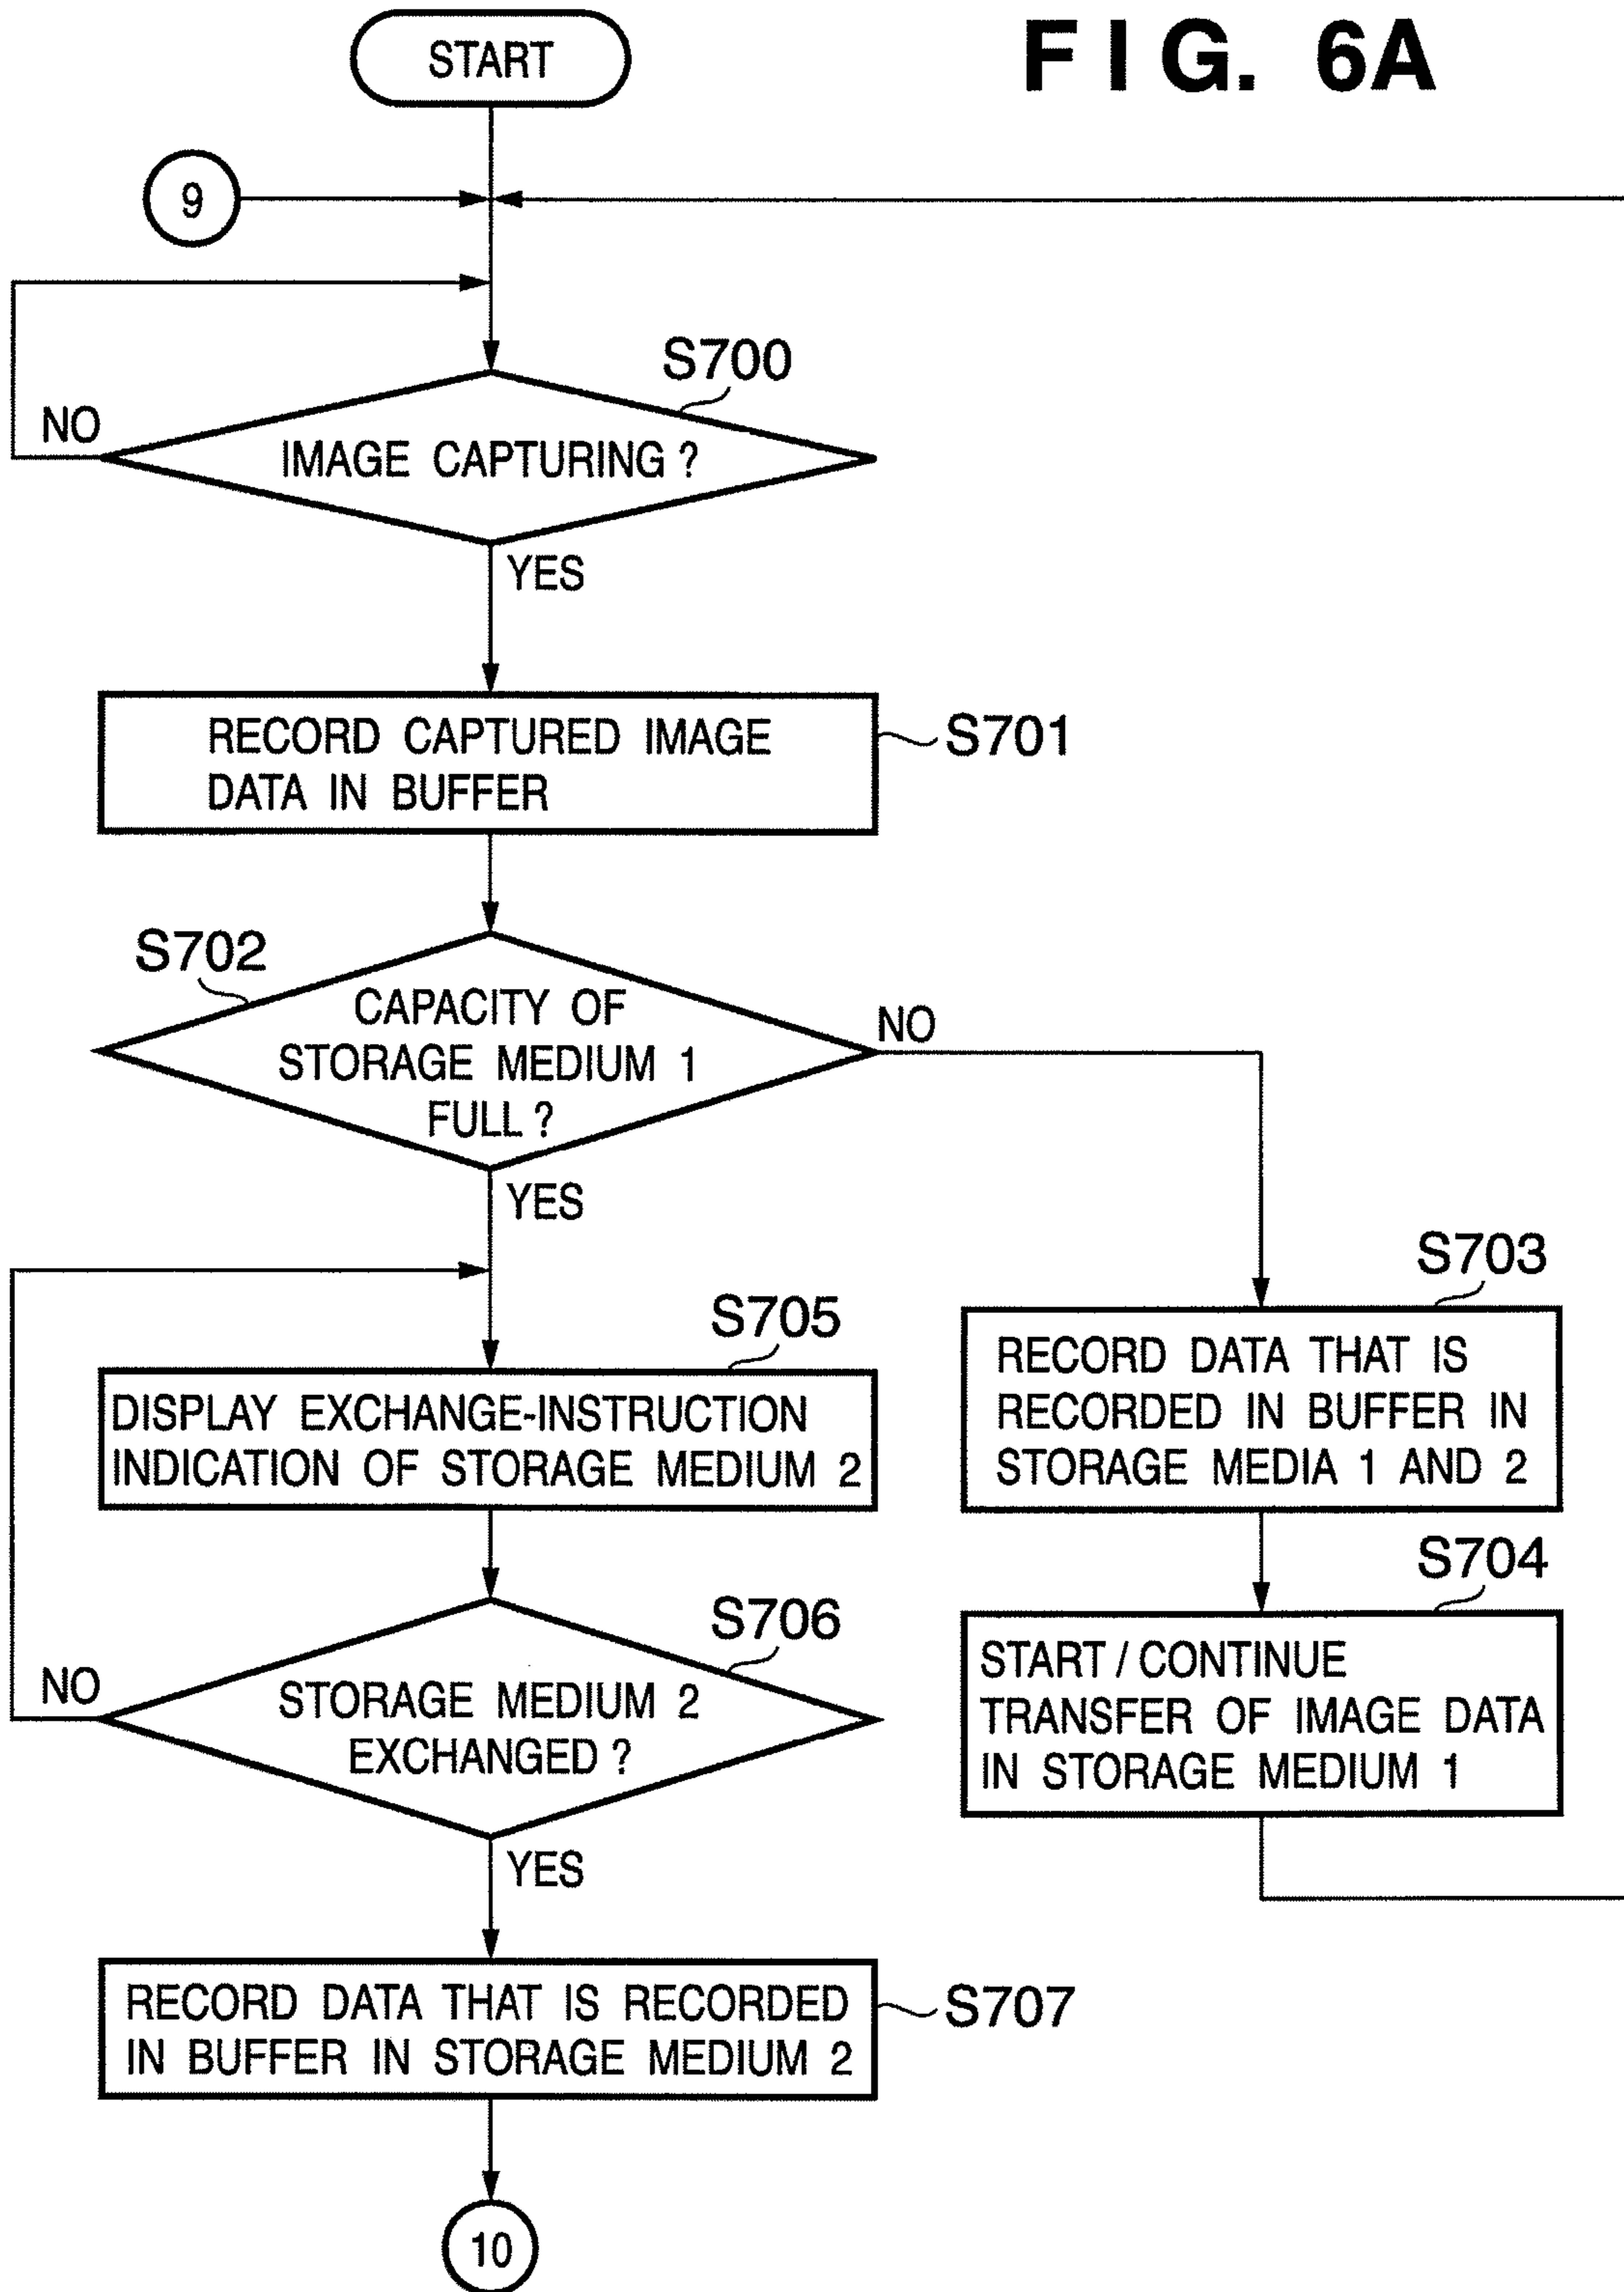 START
FIG. 6A
9
S700
NO
IMAGE CAPTURING ?
YES
RECORD CAPTURED IMAGE
DATA IN BUFFER
S701
S702
CAPACITY OF
STORAGE MEDIUM 1
FULL ?
NO
YES
S703
RECORD DATA THAT IS
RECORDED IN BUFFER IN
STORAGE MEDIA 1 AND 2
S705
DISPLAY EXCHANGE-INSTRUCTION
INDICATION OF STORAGE MEDIUM 2
S704
START / CONTINUE
TRANSFER OF IMAGE DATA
IN STORAGE MEDIUM 1
S706
NO
STORAGE MEDIUM 2
EXCHANGED ?
YES
RECORD DATA THAT IS RECORDED
IN BUFFER IN STORAGE MEDIUM 2
S707
10